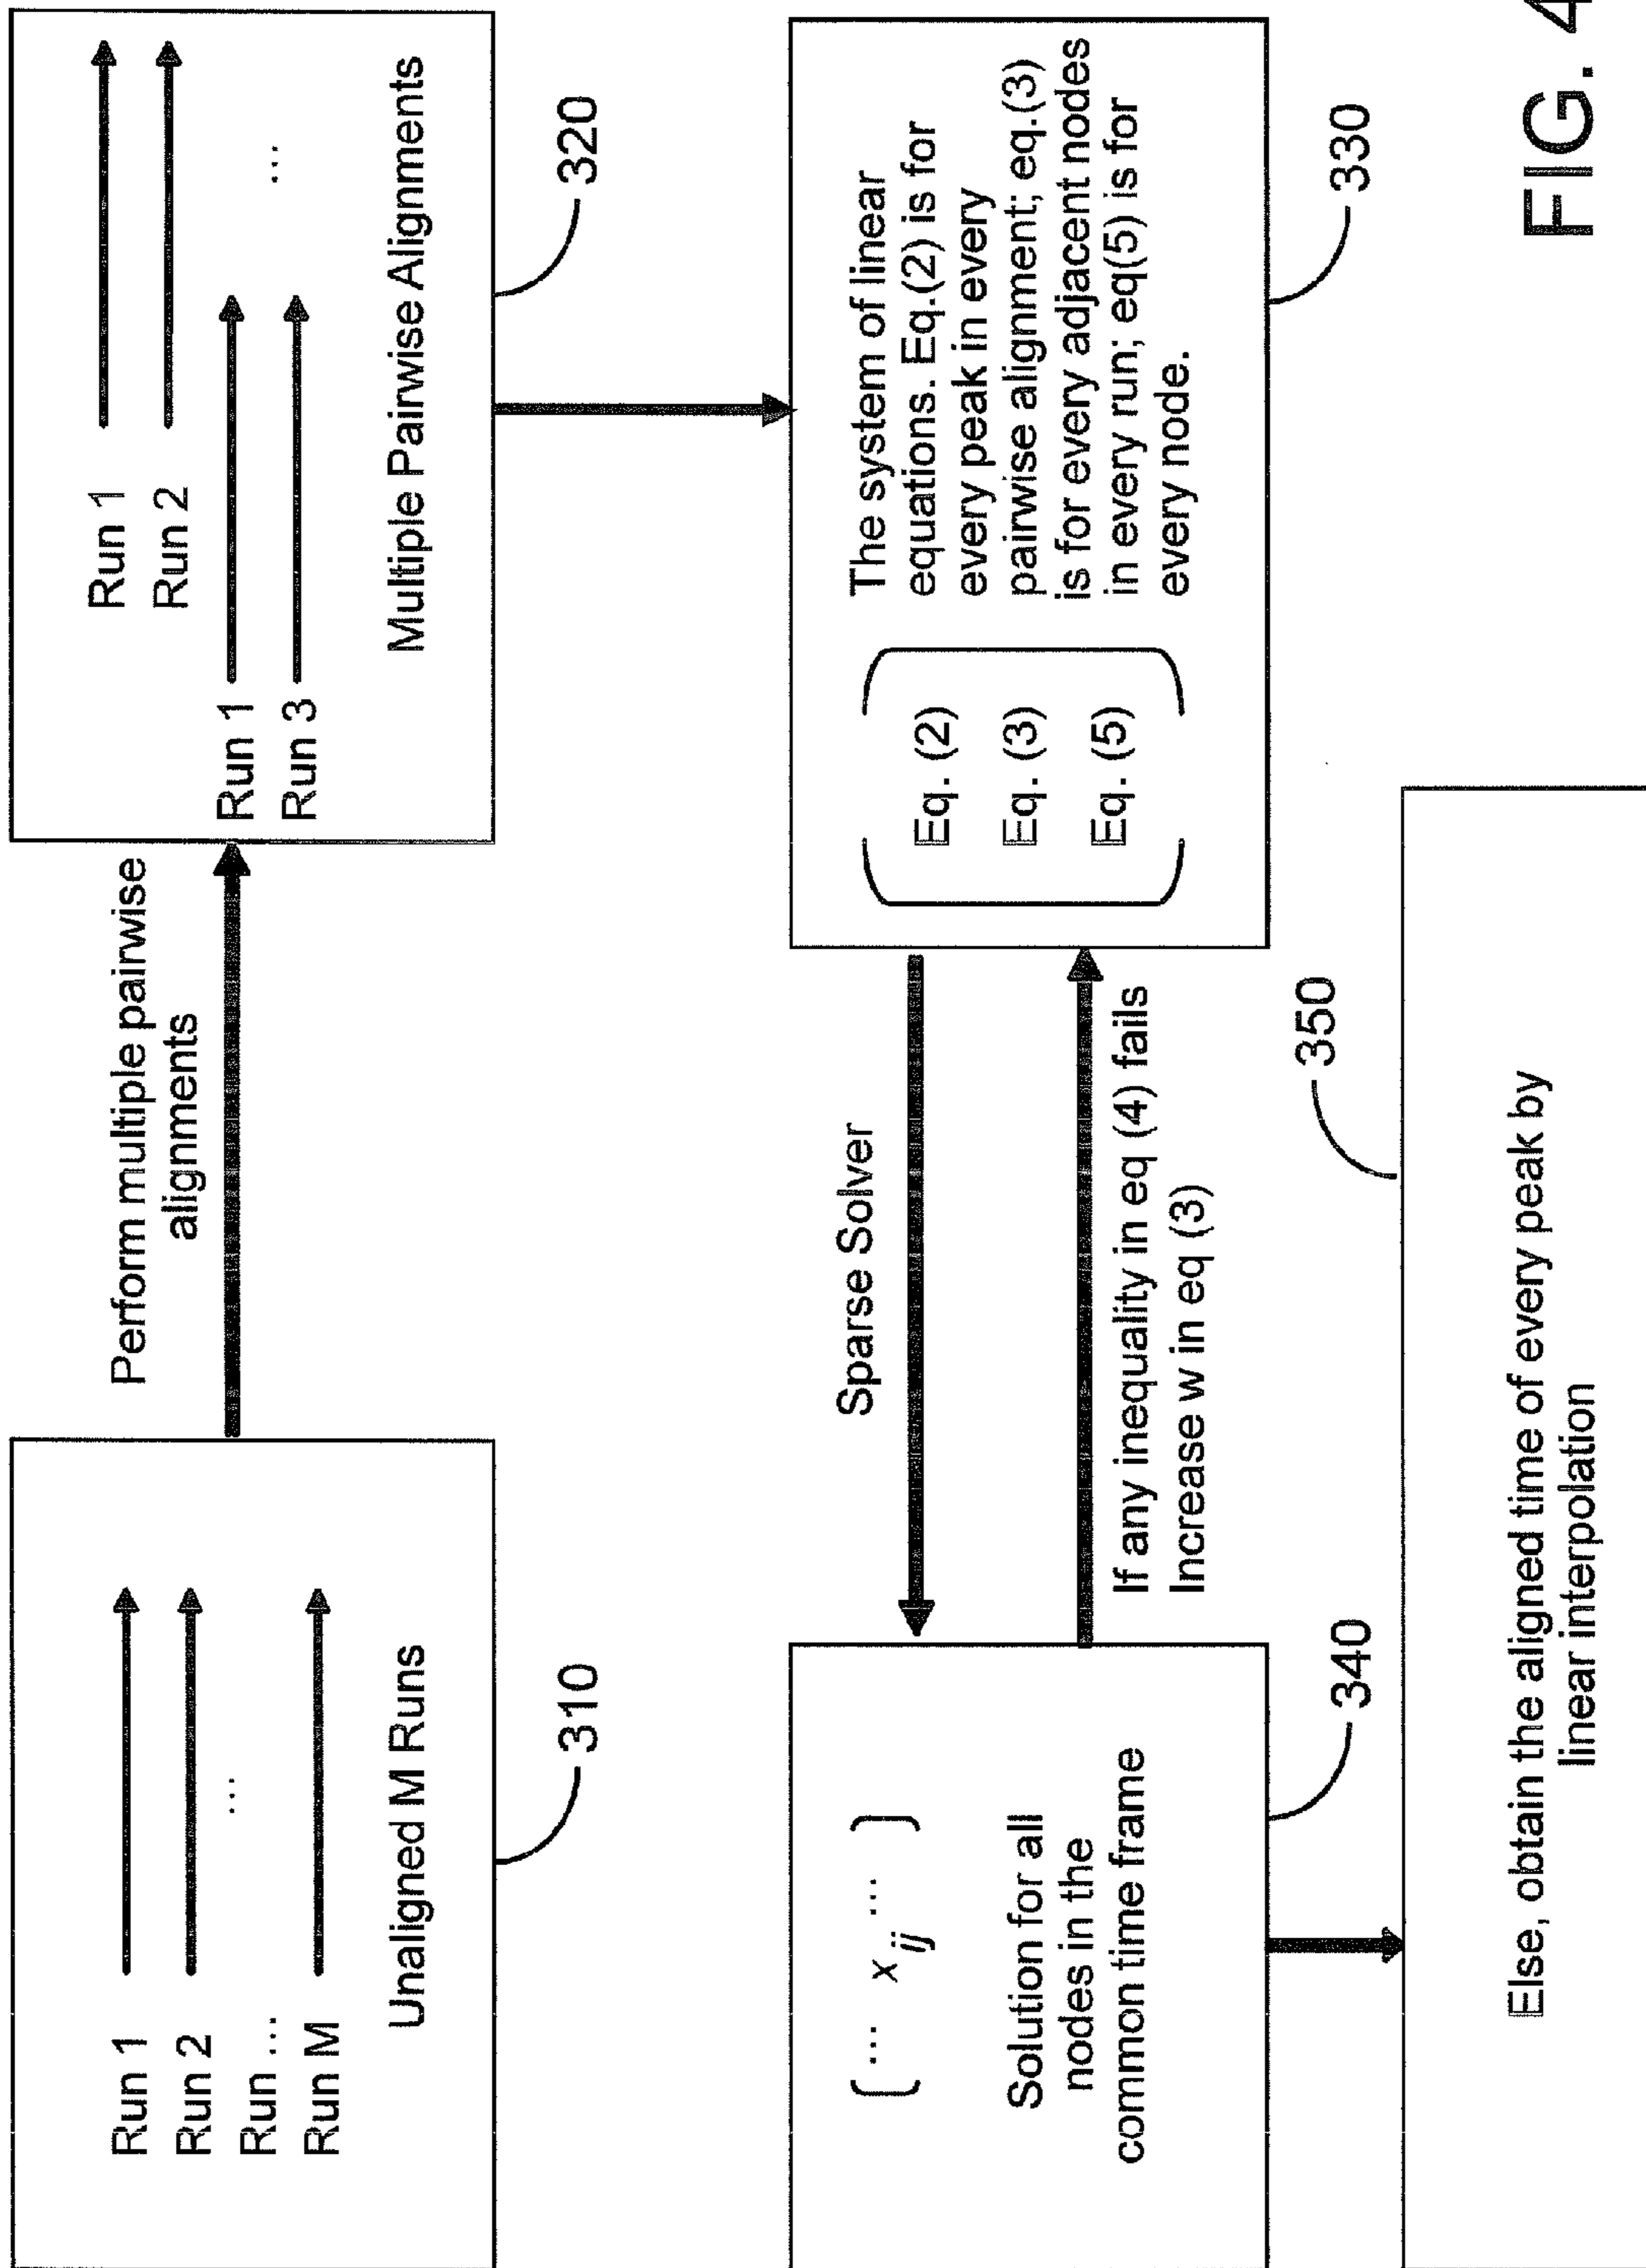 Run 1
Run 2
Run ...
...
Run M
Unaligned M Runs
310
Perform multiple pairwise
alignments
Run 1
Run 2
Run 1
Run 3
...
Multiple Pairwise Alignments
320
Eq. (2)
Eq. (3)
Eq. (5)
The system of linear
equations. Eq.(2) is for
every peak in every
pairwise alignment; eq.(3)
is for every adjacent nodes
in every run; eq(5) is for
every node.
330
Sparse Solver
If any inequality in eq (4) fails
Increase w in eq (3)
( ... x ij ... )
Solution for all
nodes in the
common time frame
340
350
Else, obtain the aligned time of every peak by
linear interpolation
FIG. 4